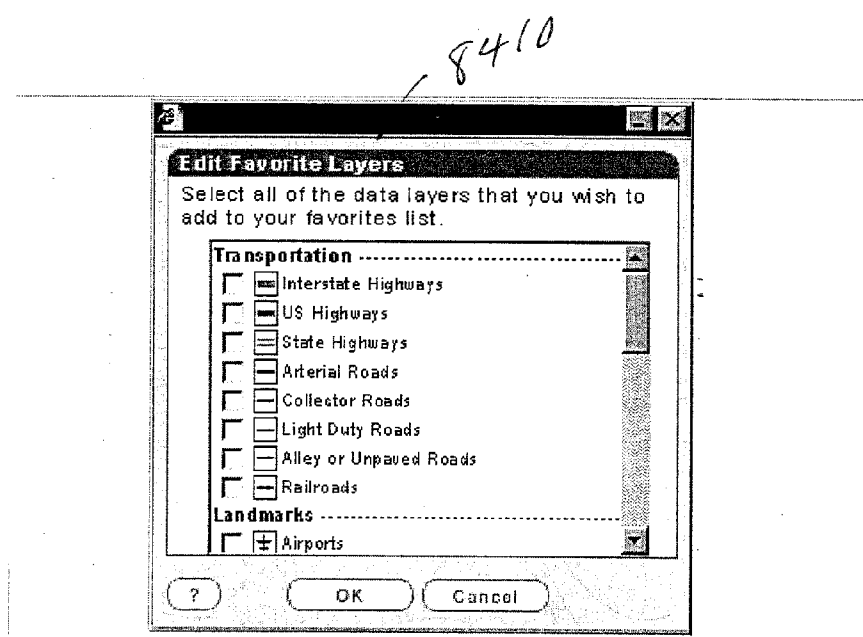 8410
Edit Favorite Layers
Select all of the data layers that you wish to
add to your favorites list.
Transportation
Interstate Highways
US Highways
State Highways
Arterial Roads
Collector Roads
Light Duty Roads
Alley or Unpaved Roads
Railroads
Landmarks
Airports
? OK Cancel